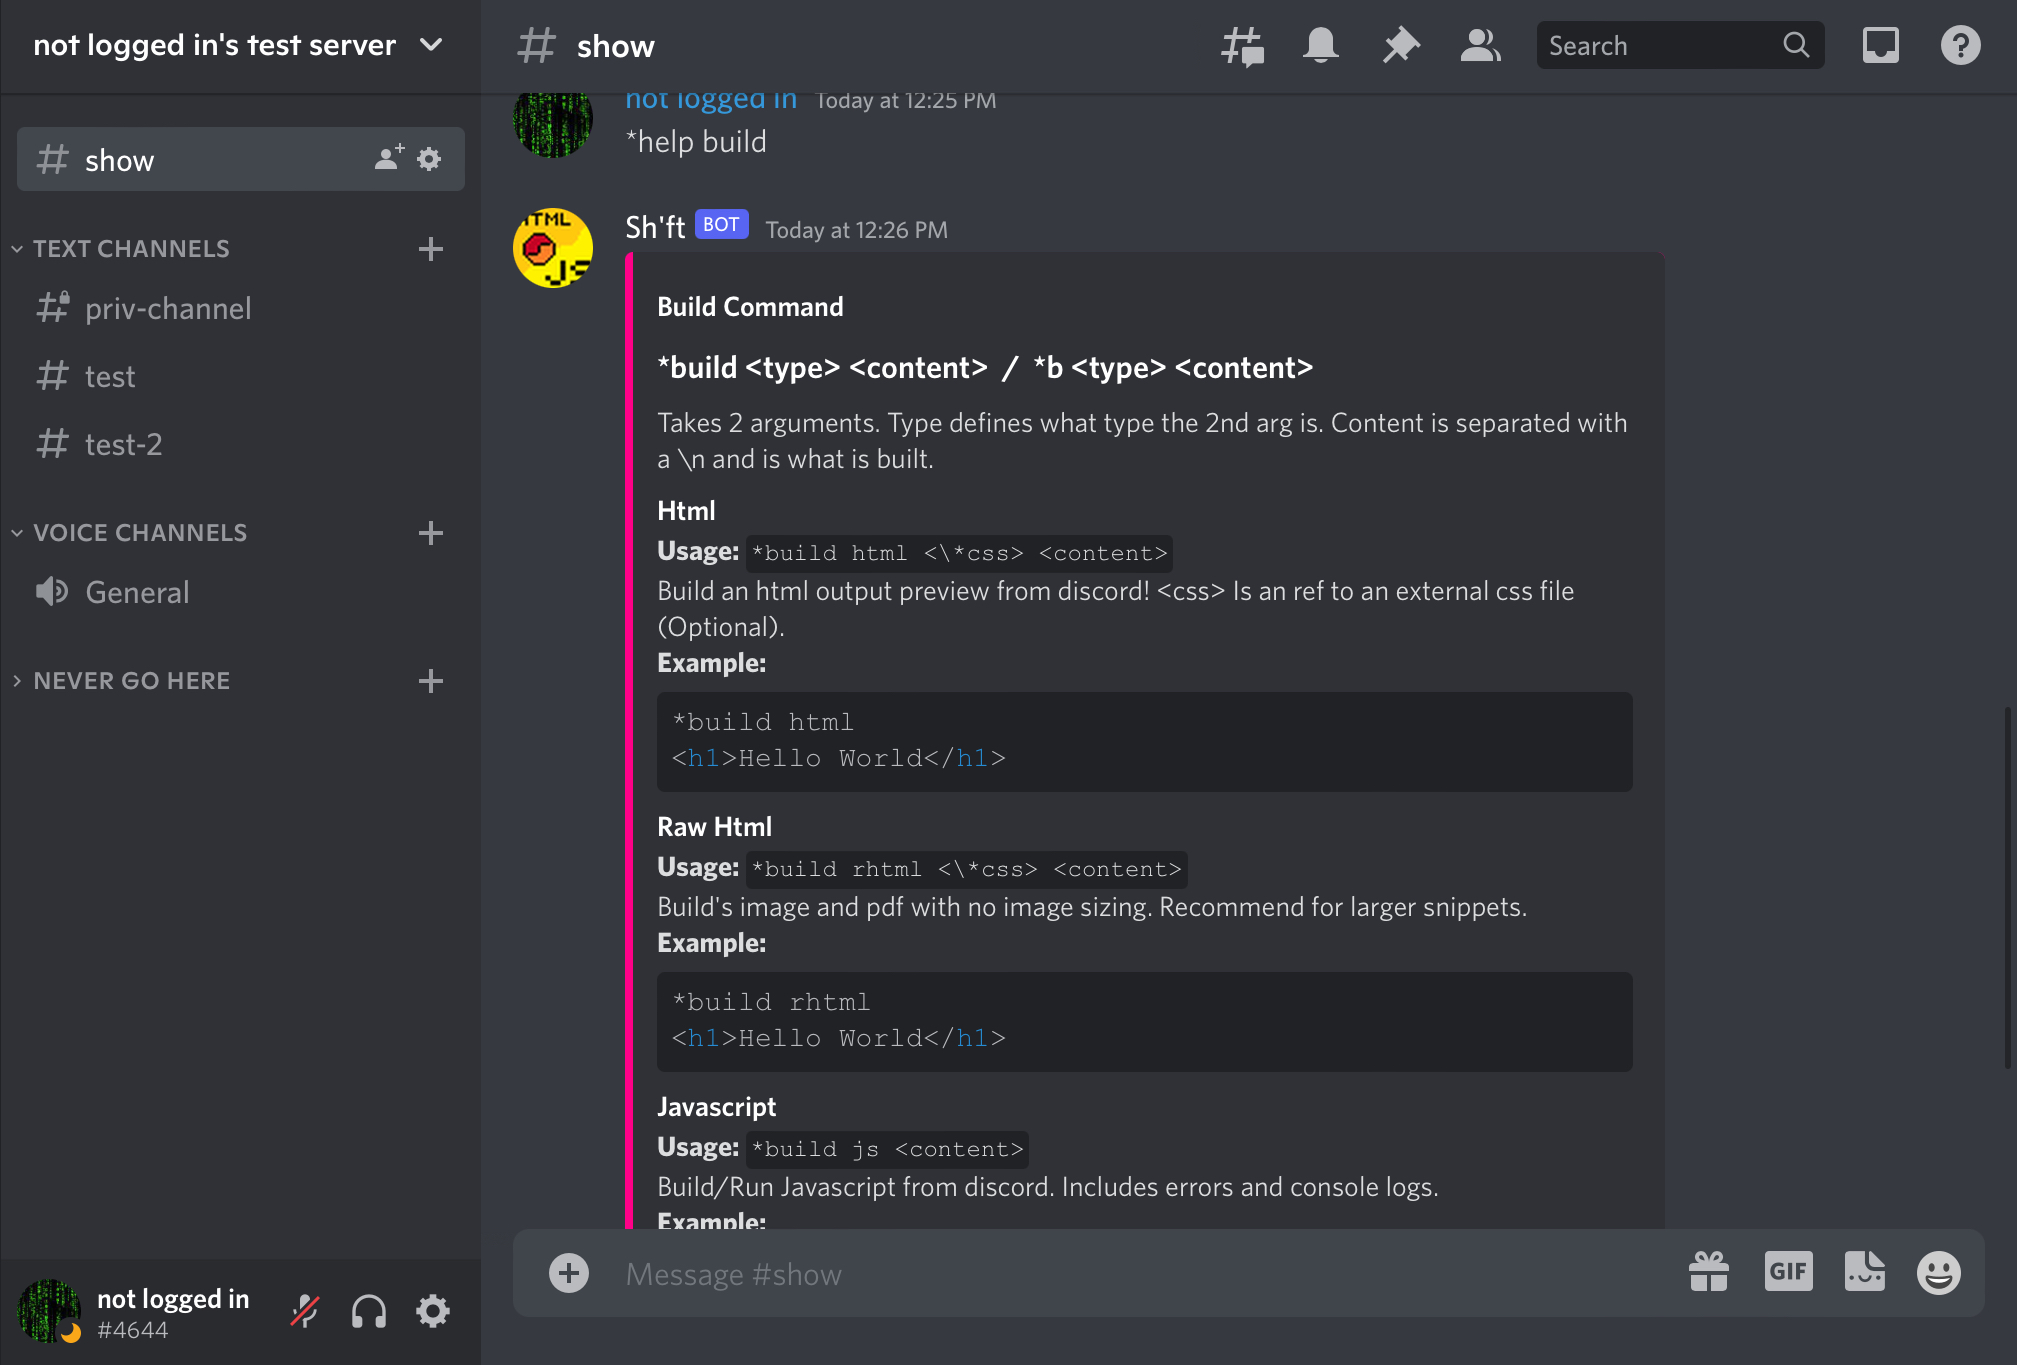 not logged in's test server
show
TEXT CHANNELS
priv-channel
test
test-2
VOICE CHANNELS
General
NEVER GO HERE
not logged in
#4644
show
Search
not logged in Today at 12:25 PM
*help build
HTML
JS
Sh'ft BOT Today at 12:26 PM
Build Command
*build <type> <content> / *b <type> <content>
Takes 2 arguments. Type defines what type the 2nd arg is. Content is separated with
a \n and is what is built.
Html
Usage: *build html <\*css> <content>
Build an html output preview from discord! <css> Is an ref to an external css file
(Optional).
Example:
*build html
<h1>Hello World</h1>
Raw Html
Usage: *build rhtml <\*css> <content>
Build's image and pdf with no image sizing. Recommend for larger snippets.
Example:
*build rhtml
<h1>Hello World</h1>
Javascript
Usage: *build js <content>
Build/Run Javascript from discord. Includes errors and console logs.
Example:
Message #show
GIF